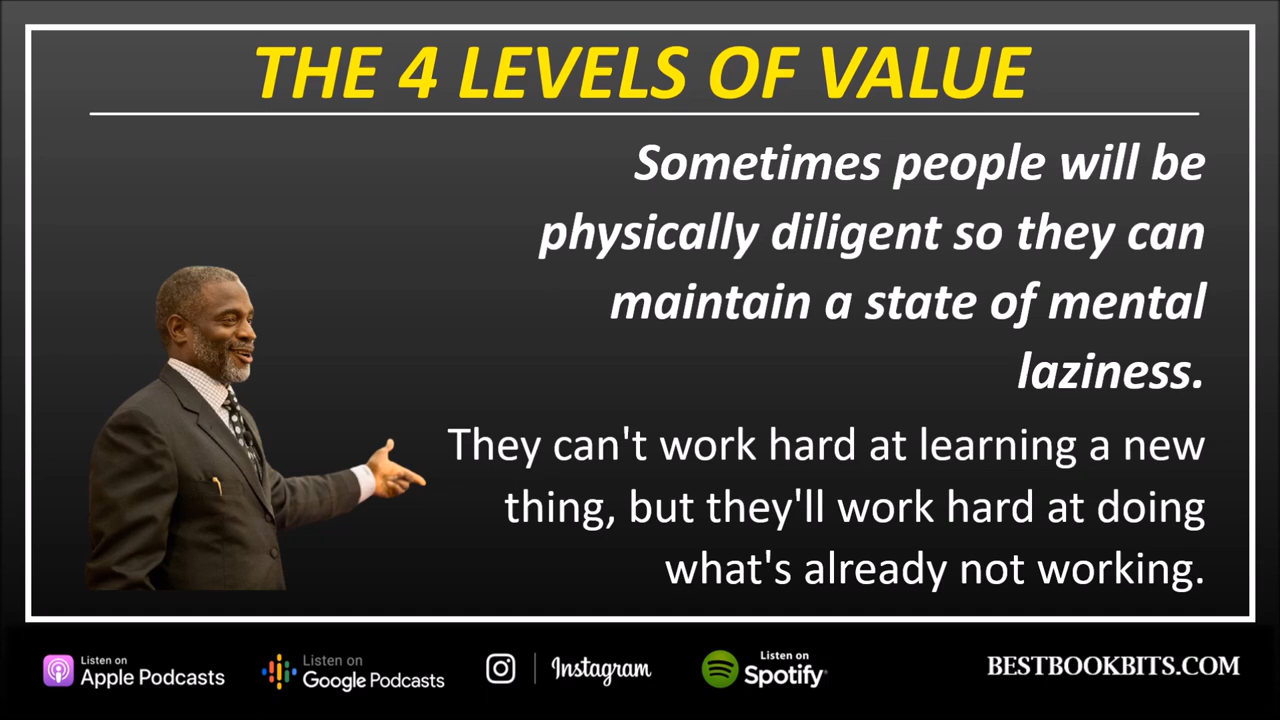 THE 4 LEVELS OF VALUE
Sometimes people will be
physically diligent so they can
maintain a state of mental
laziness.
They can't work hard at learning a new
thing, but they'll work hard at doing
what's already not working.
Listen on
Apple Podcasts
Listen on
Google Podcasts
Instagram
Listen on
Spotify
BESTBOOKBITS.COM